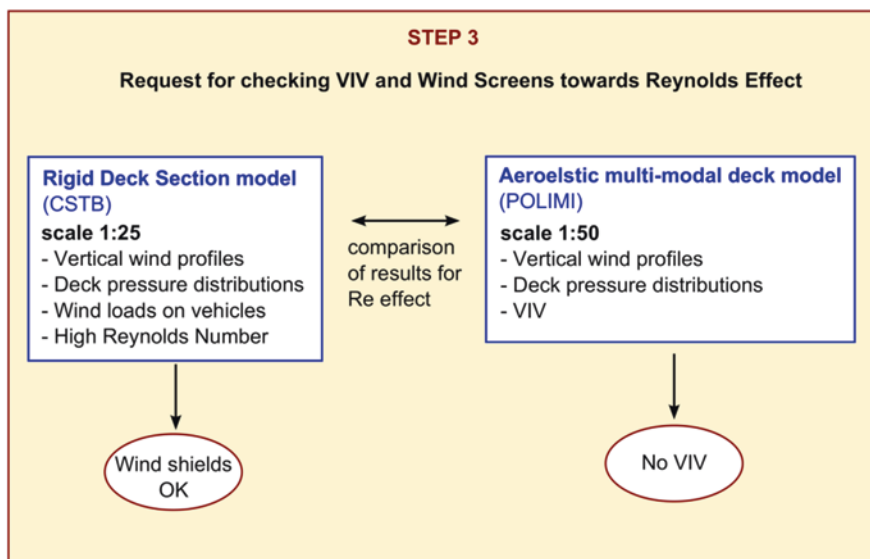 STEP 3
Request for checking VIV and Wind Screens towards Reynolds Effect
Rigid Deck Section model
(CSTB)
scale 1:25
- Vertical wind profiles
- Deck pressure distributions
- Wind loads on vehicles
- High Reynolds Number
comparison
of results for
Re effect
Aeroelstic multi-modal deck model
(POLIMI)
scale 1:50
- Vertical wind profiles
- Deck pressure distributions
- VIV
Wind shields
OK
No VIV